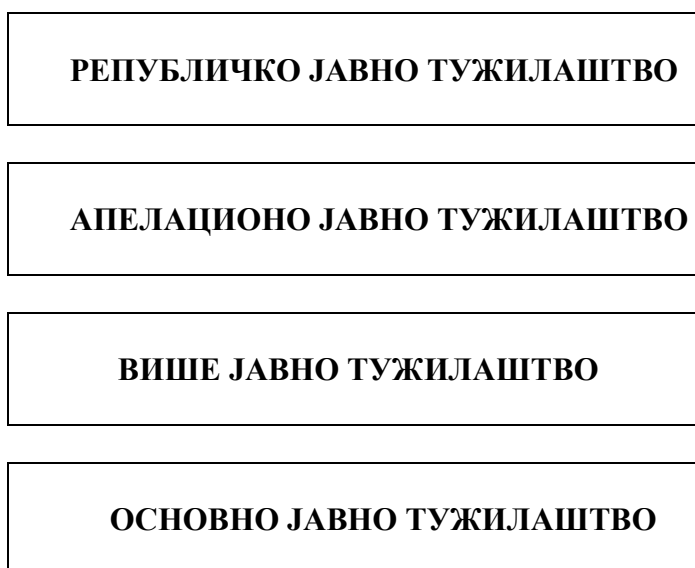 РЕПУБЛИЧКО ЈАВНО ТУЖИЛАШТВО
АПЕЛАЦИОНО ЈАВНО ТУЖИЛАШТВО
ВИШЕ ЈАВНО ТУЖИЛАШТВО
ОСНОВНО ЈАВНО ТУЖИЛАШТВО